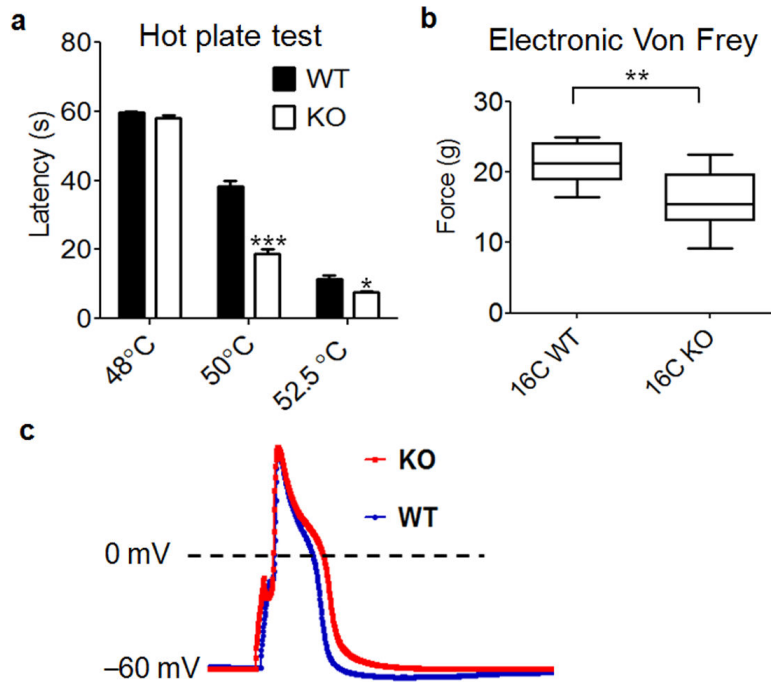 a
Hot plate test
Latency (s)
80
60
40
20
0
WT
KO
***
*
48°C
50°C
52.5 °C
b
Electronic Von Frey
**
Force (g)
30
20
10
0
16C WT
16C KO
c
KO
WT
0 mV
–60 mV